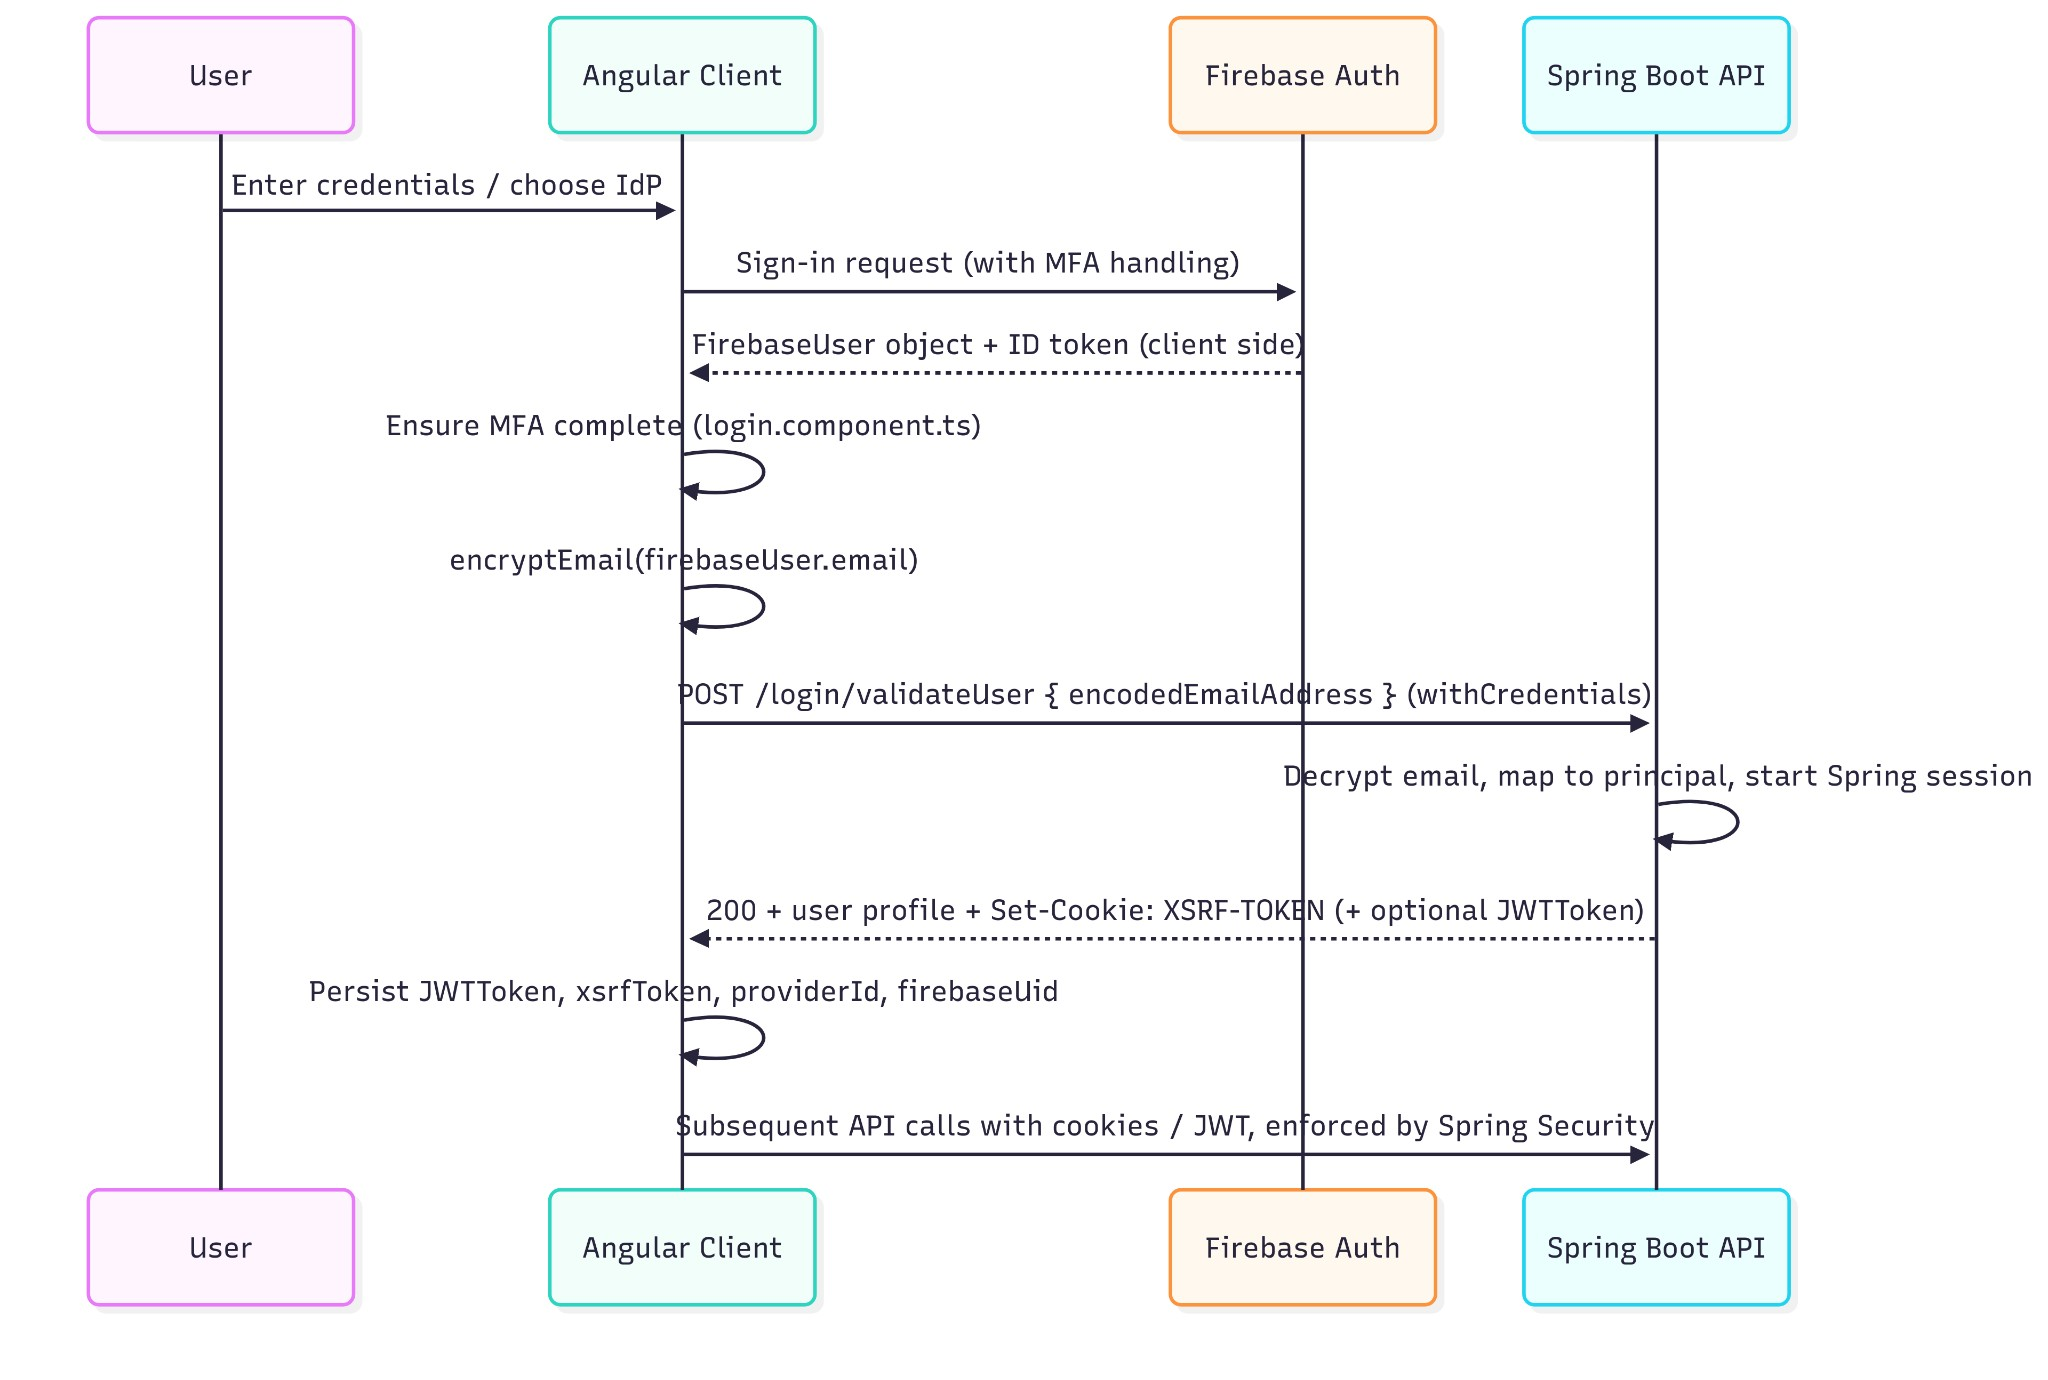 User
Angular Client
Firebase Auth
Spring Boot API
Enter credentials / choose IdP
Sign-in request (with MFA handling)
FirebaseUser object + ID token (client side)
Ensure MFA complete (login.component.ts)
encryptEmail(firebaseUser.email)
POST /login/validateUser { encodedEmailAddress } (withCredentials)
Decrypt email, map to principal, start Spring session
200 + user profile + Set-Cookie: XSRF-TOKEN (+ optional JWTToken)
Persist JWTToken, xsrfToken, providerId, firebaseUid
Subsequent API calls with cookies / JWT, enforced by Spring Security
User
Angular Client
Firebase Auth
Spring Boot API